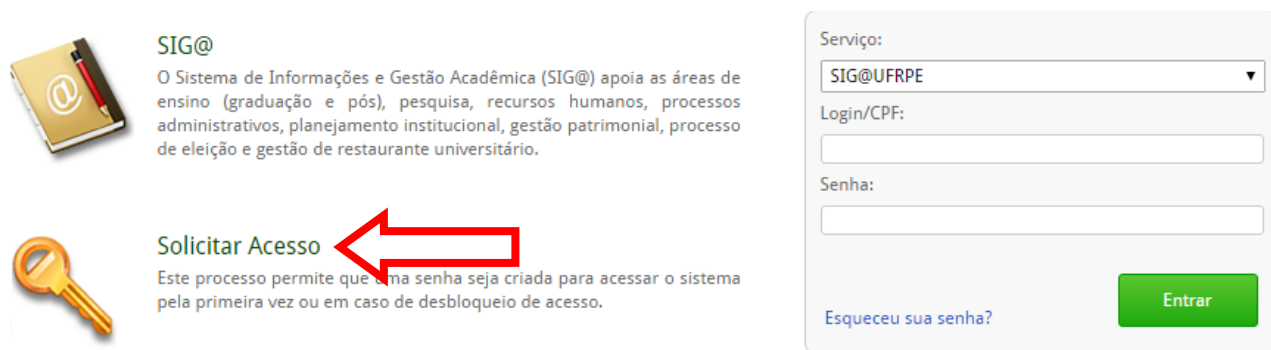 SIG@
O Sistema de Informações e Gestão Acadêmica (SIG@) apoia as áreas de
ensino (graduação e pós), pesquisa, recursos humanos, processos
administrativos, planejamento institucional, gestão patrimonial, processo
de eleição e gestão de restaurante universitário.
Solicitar Acesso
Este processo permite que uma senha seja criada para acessar o sistema
pela primeira vez ou em caso de desbloqueio de acesso.
Serviço:
SIG@UFRPE
Login/CPF:
Senha:
Esqueceu sua senha?
Entrar